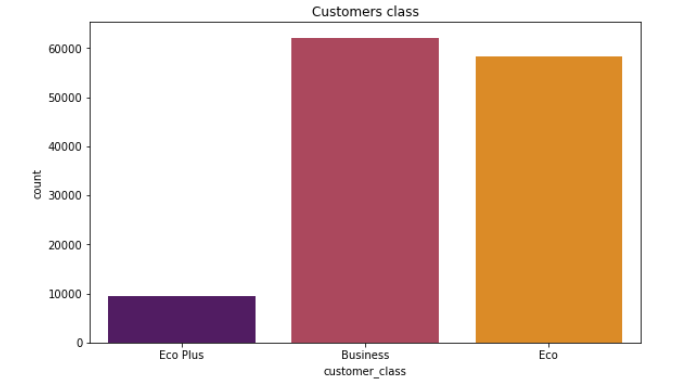 Customers class
60000
50000
40000
30000
20000
10000
0
count
Eco Plus
Business
Eco
customer_class